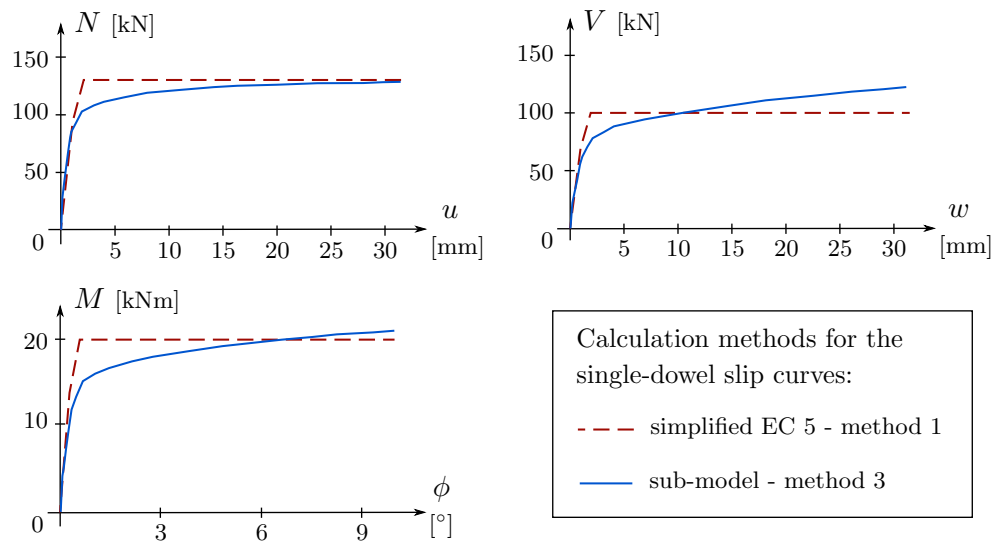 N [kN]
150
100
50
0
5 10 15 20 25 30
u
[mm]
V [kN]
150
100
50
0
5 10 15 20 25 30
w
[mm]
M [kNm]
20
10
0
3 6 9
ϕ
[°]
Calculation methods for the
single-dowel slip curves:
simplified EC 5 - method 1
sub-model - method 3